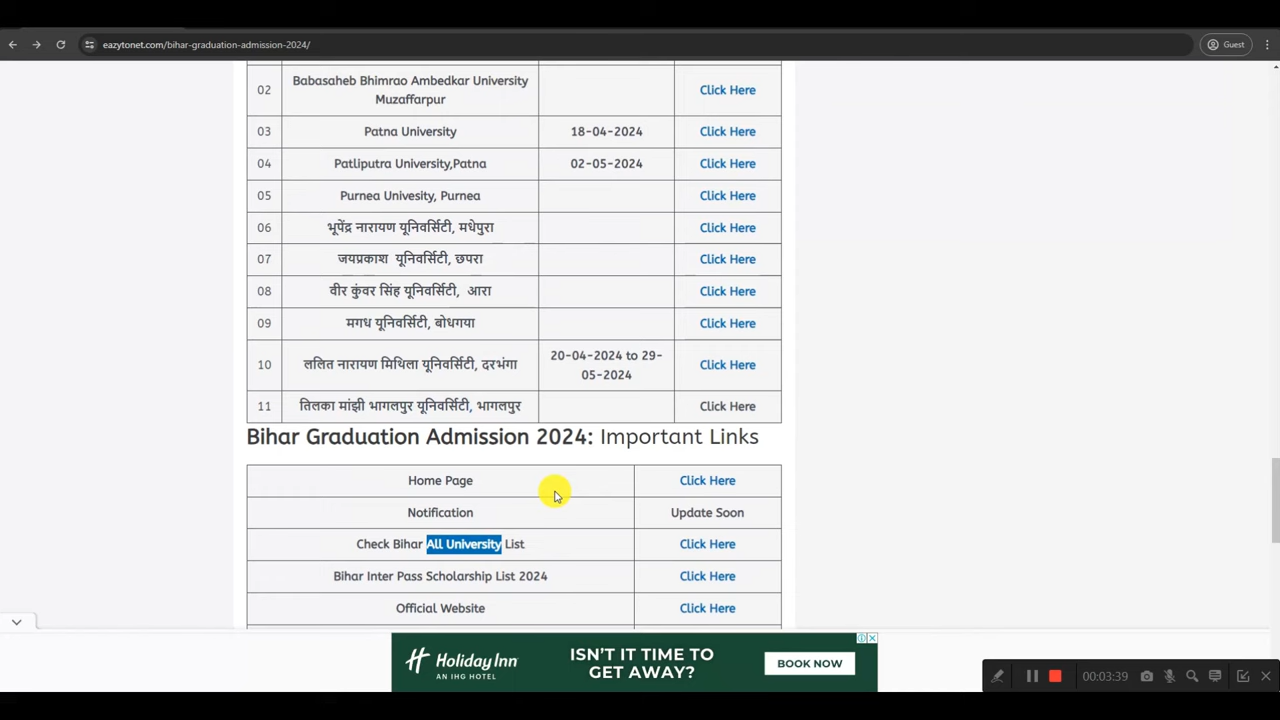 eazytonet.com/bihar-graduation-admission-2024/
Guest
02 Babasaheb Bhimrao Ambedkar University Click Here
Muzaffarpur
03 Patna University 18-04-2024 Click Here
04 Patliputra University,Patna 02-05-2024 Click Here
05 Purnea Univesity, Purnea Click Here
06 भूपेंद्र नारायण यूनिवर्सिटी, मधेपुरा Click Here
07 जयप्रकाश यूनिवर्सिटी, छपरा Click Here
08 वीर कुंवर सिंह यूनिवर्सिटी, आरा Click Here
09 मगध यूनिवर्सिटी, बोधगया Click Here
10 ललित नारायण मिथिला यूनिवर्सिटी, दरभंगा 20-04-2024 to 29- Click Here
05-2024
11 तिलका मांझी भागलपुर यूनिवर्सिटी, भागलपुर Click Here
Bihar Graduation Admission 2024: Important Links
Home Page Click Here
Notification Update Soon
Check Bihar All University List Click Here
Bihar Inter Pass Scholarship List 2024 Click Here
Official Website Click Here
Holiday Inn
AN IHG HOTEL
ISN'T IT TIME TO
GET AWAY?
BOOK NOW
00:03:39